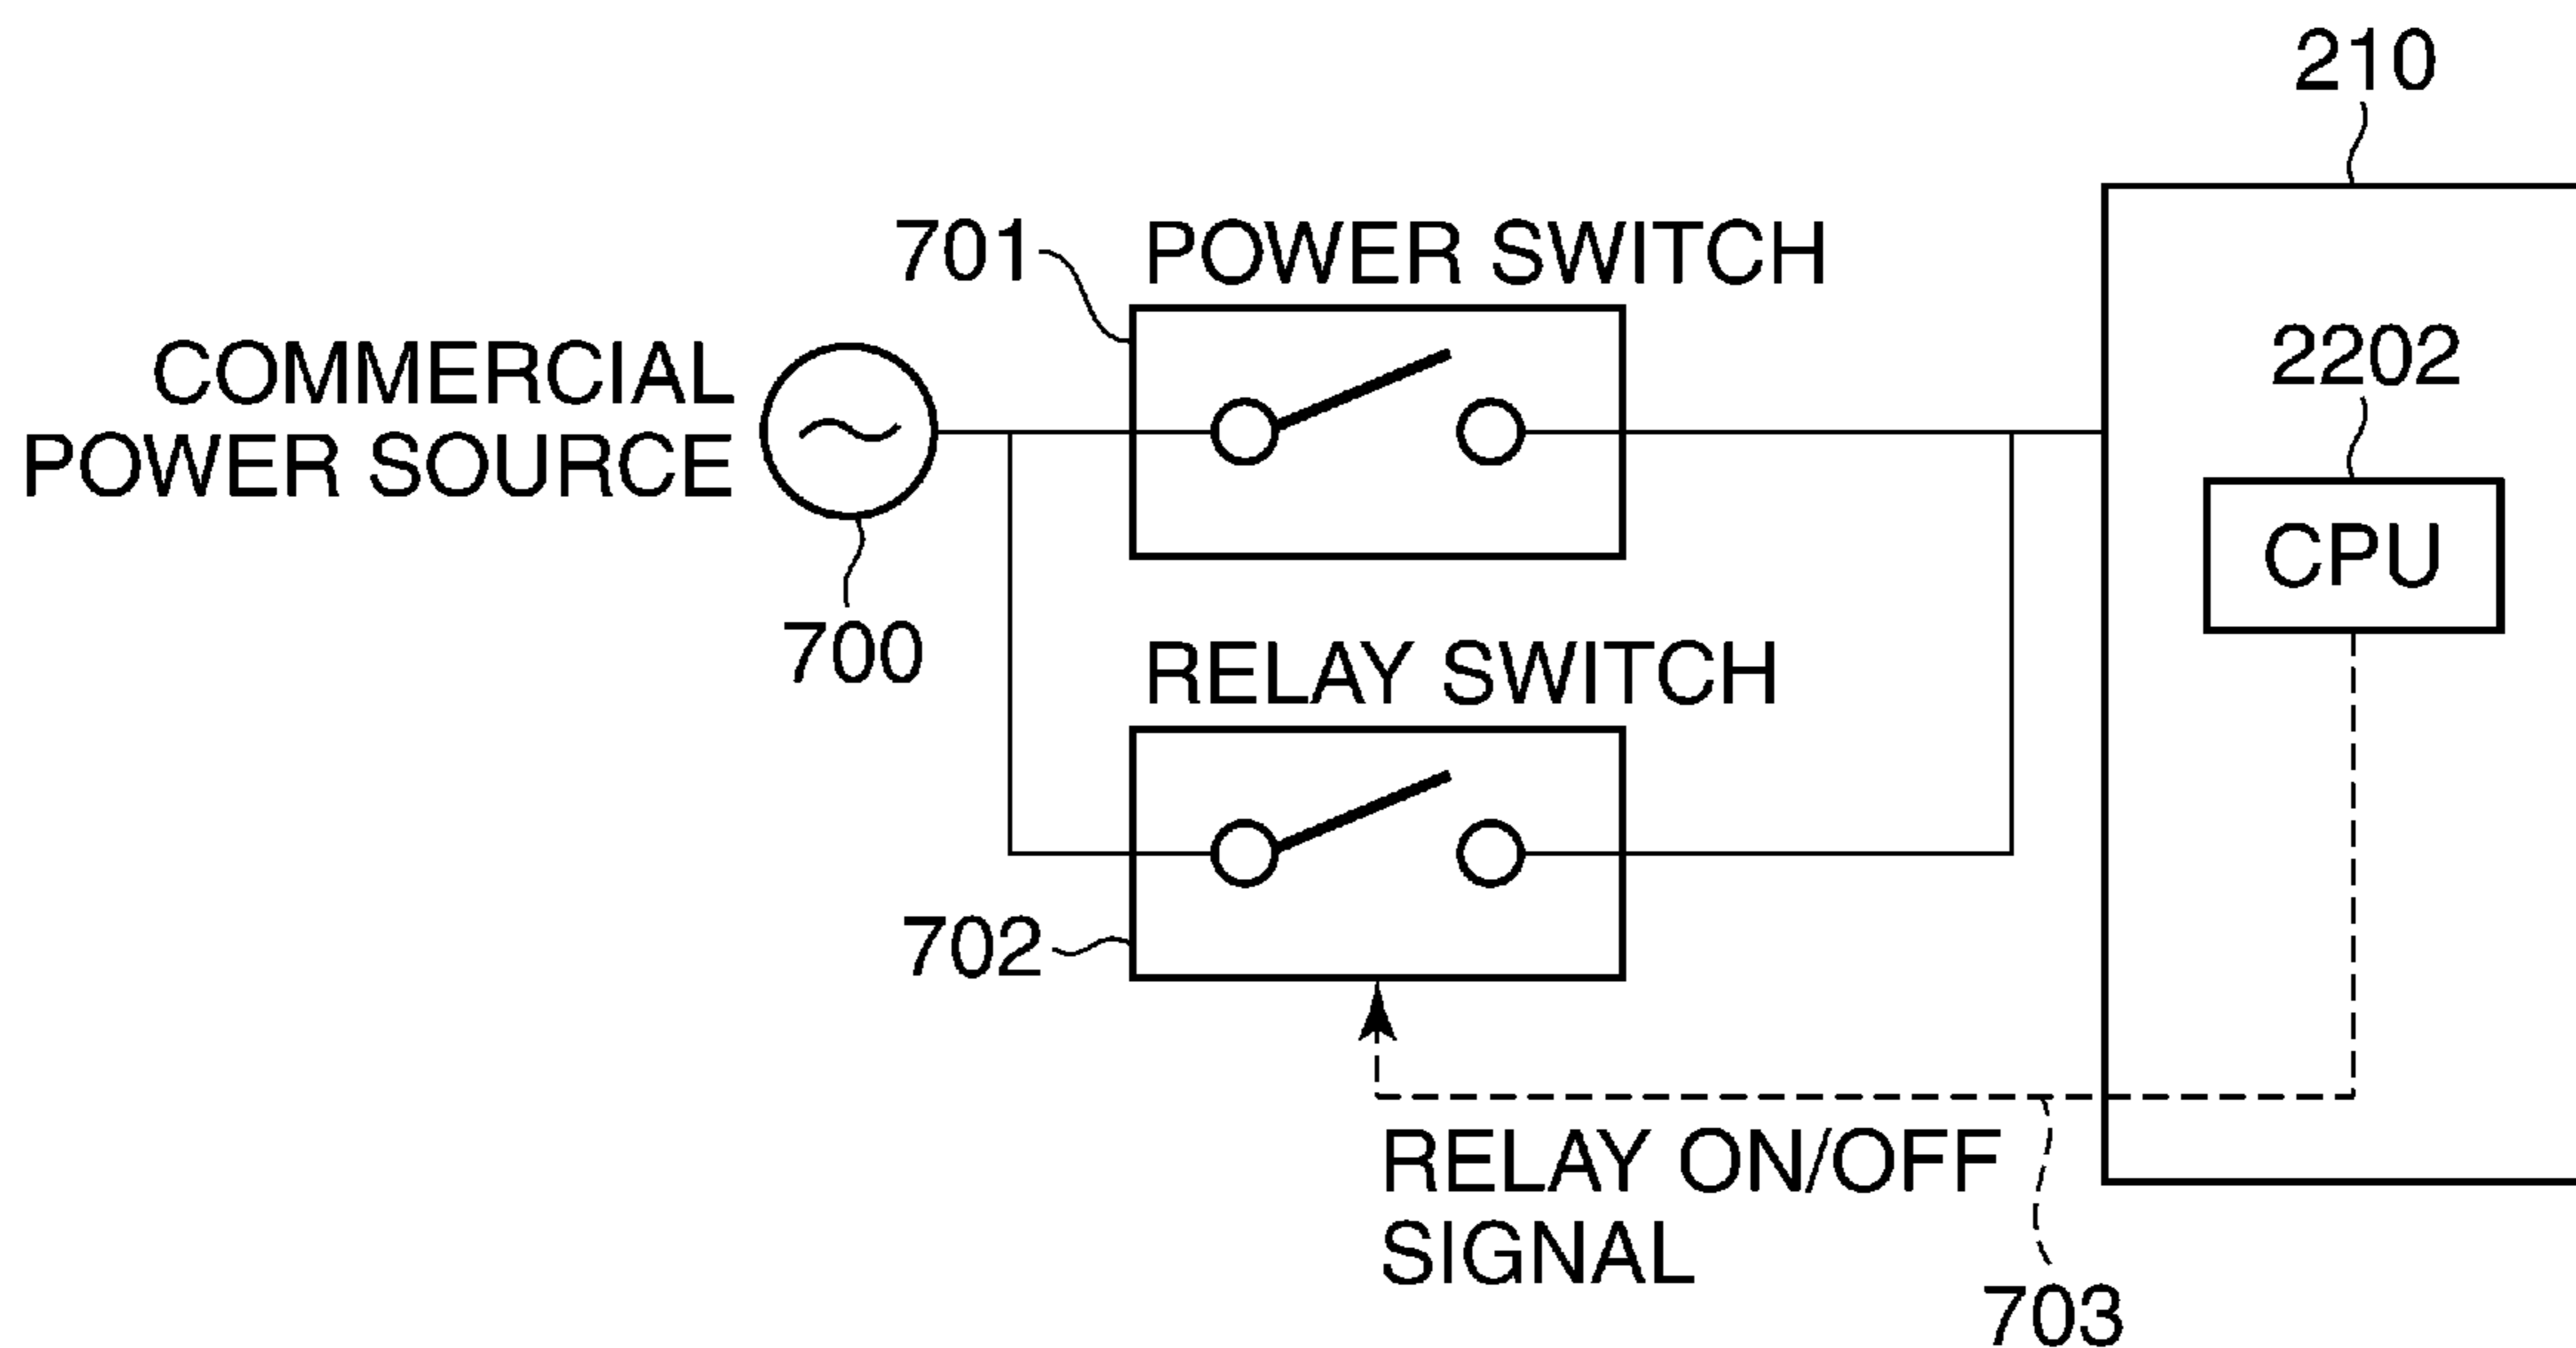 210
701
POWER SWITCH
COMMERCIAL
POWER SOURCE
2202
CPU
700
RELAY SWITCH
702
RELAY ON/OFF
SIGNAL
703